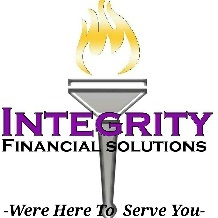 INTEGRITY
FINANCIAL SOLUTIONS
-Were Here To Serve You-